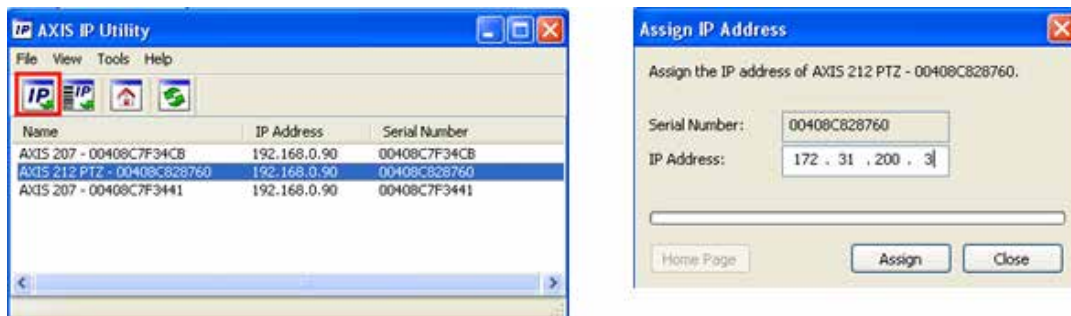 IP AXIS IP Utility
File View Tools Help
IP IP
Name IP Address Serial Number
AXIS 207 - 00408C7F34CB 192.168.0.90 00408C7F34CB
AXIS 212 PTZ - 00408C828760 192.168.0.90 00408C828760
AXIS 207 - 00408C7F3441 192.168.0.90 00408C7F3441
Assign IP Address
Assign the IP address of AXIS 212 PTZ - 00408C828760.
Serial Number: 00408C828760
IP Address: 172 . 31 . 200 . 3
Home Page Assign Close